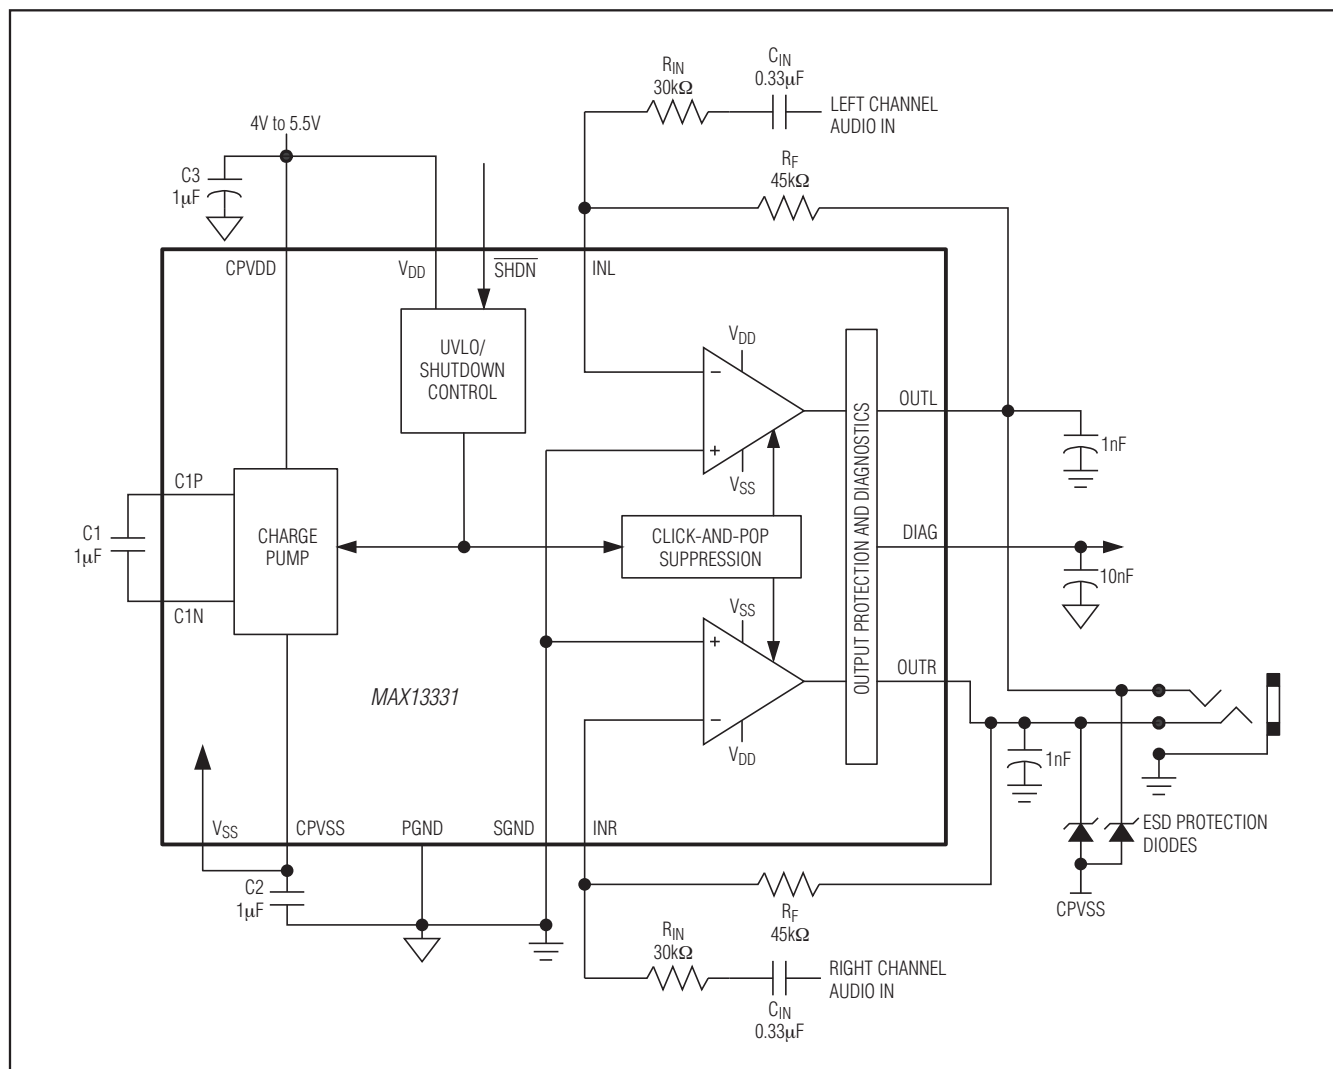 C_IN
0.33µF
R_IN
30kΩ
LEFT CHANNEL
AUDIO IN
4V to 5.5V
C3
1µF
R_F
45kΩ
CPVDD
V_DD
SHDN
INL
UVLO/
SHUTDOWN
CONTROL
V_DD
−
+
V_SS
OUTL
1nF
C1P
C1
1µF
C1N
CHARGE
PUMP
CLICK-AND-POP
SUPPRESSION
OUTPUT PROTECTION AND DIAGNOSTICS
DIAG
10nF
V_SS
+
−
V_DD
OUTR
MAX13331
1nF
V_SS
CPVSS
PGND
SGND
INR
ESD PROTECTION
DIODES
C2
1µF
CPVSS
R_F
45kΩ
R_IN
30kΩ
RIGHT CHANNEL
AUDIO IN
C_IN
0.33µF